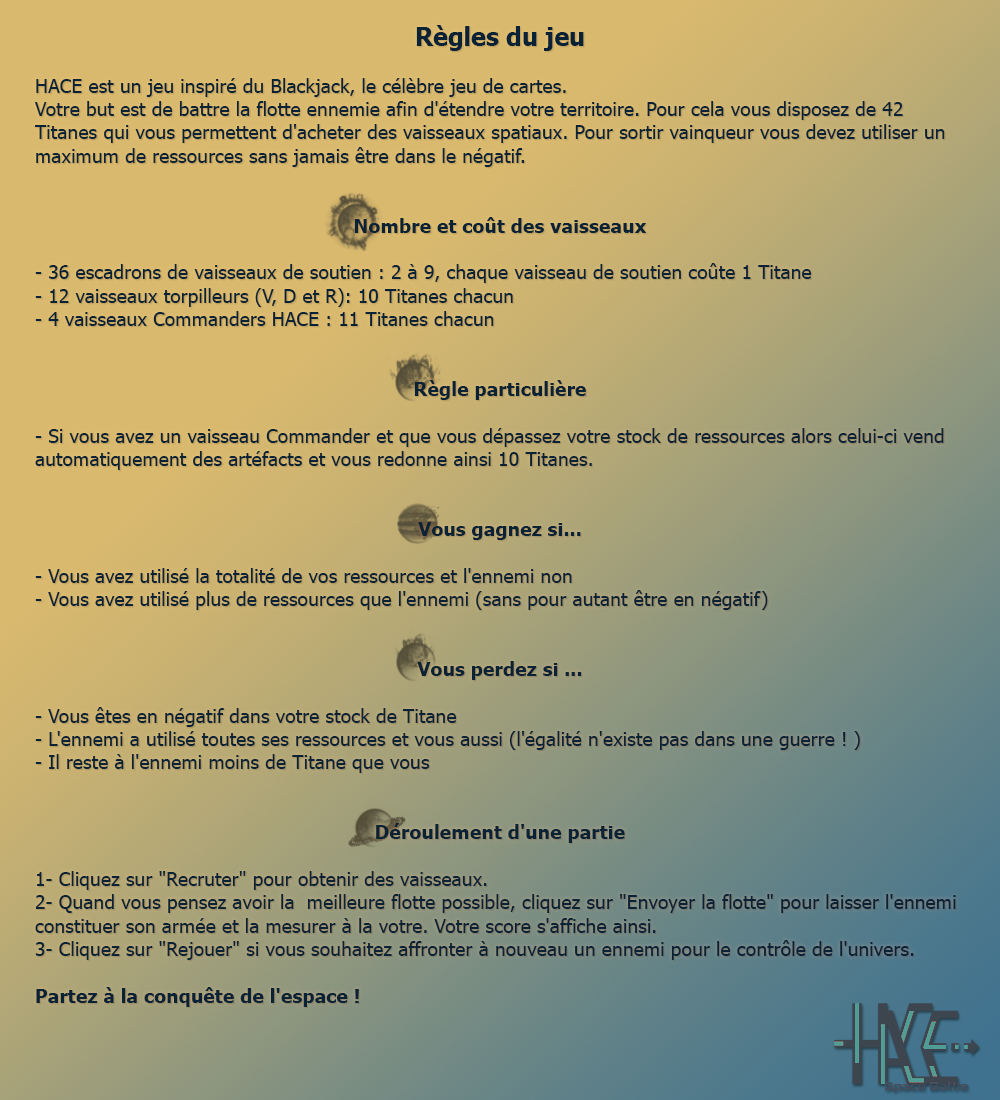 Règles du jeu
HACE est un jeu inspiré du Blackjack, le célèbre jeu de cartes.
Votre but est de battre la flotte ennemie afin d'étendre votre territoire. Pour cela vous disposez de 42
Titanes qui vous permettent d'acheter des vaisseaux spatiaux. Pour sortir vainqueur vous devez utiliser un
maximum de ressources sans jamais être dans le négatif.
Nombre et coût des vaisseaux
- 36 escadrons de vaisseaux de soutien : 2 à 9, chaque vaisseau de soutien coûte 1 Titane
- 12 vaisseaux torpilleurs (V, D et R): 10 Titanes chacun
- 4 vaisseaux Commanders HACE : 11 Titanes chacun
Règle particulière
- Si vous avez un vaisseau Commander et que vous dépassez votre stock de ressources alors celui-ci vend
automatiquement des artéfacts et vous redonne ainsi 10 Titanes.
Vous gagnez si...
- Vous avez utilisé la totalité de vos ressources et l'ennemi non
- Vous avez utilisé plus de ressources que l'ennemi (sans pour autant être en négatif)
Vous perdez si ...
- Vous êtes en négatif dans votre stock de Titane
- L'ennemi a utilisé toutes ses ressources et vous aussi (l'égalité n'existe pas dans une guerre ! )
- Il reste à l'ennemi moins de Titane que vous
Déroulement d'une partie
1- Cliquez sur "Recruter" pour obtenir des vaisseaux.
2- Quand vous pensez avoir la  meilleure flotte possible, cliquez sur "Envoyer la flotte" pour laisser l'ennemi
constituer son armée et la mesurer à la votre. Votre score s'affiche ainsi.
3- Cliquez sur "Rejouer" si vous souhaitez affronter à nouveau un ennemi pour le contrôle de l'univers.
Partez à la conquête de l'espace !
HACE
Space